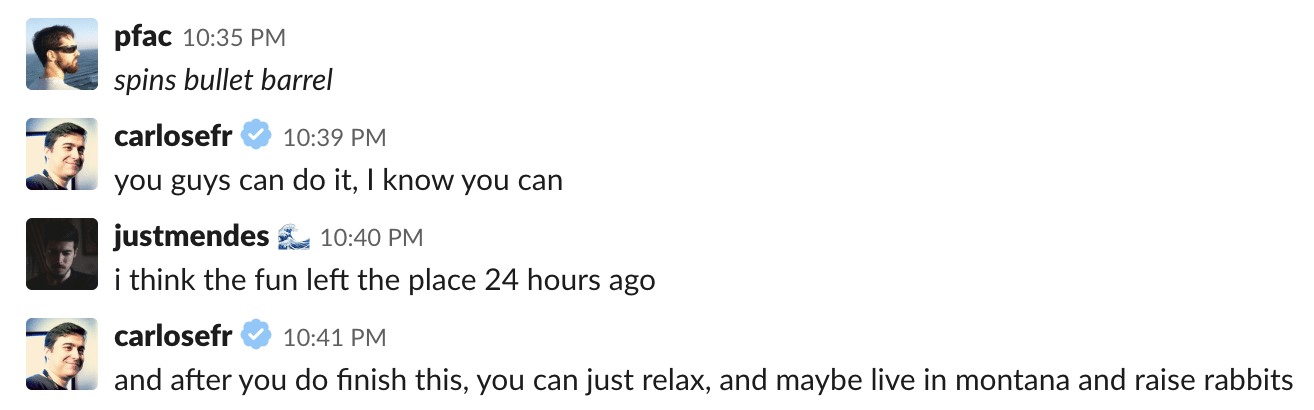 pfac 10:35 PM
spins bullet barrel
carlosefr 10:39 PM
you guys can do it, I know you can
justmendes 10:40 PM
i think the fun left the place 24 hours ago
carlosefr 10:41 PM
and after you do finish this, you can just relax, and maybe live in montana and raise rabbits